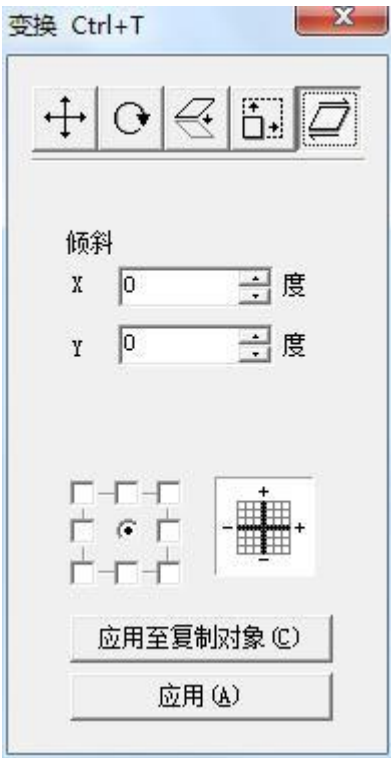 变换 Ctrl+T
倾斜
X 0 度
Y 0 度
+
- +
-
应用至复制对象(C)
应用(A)